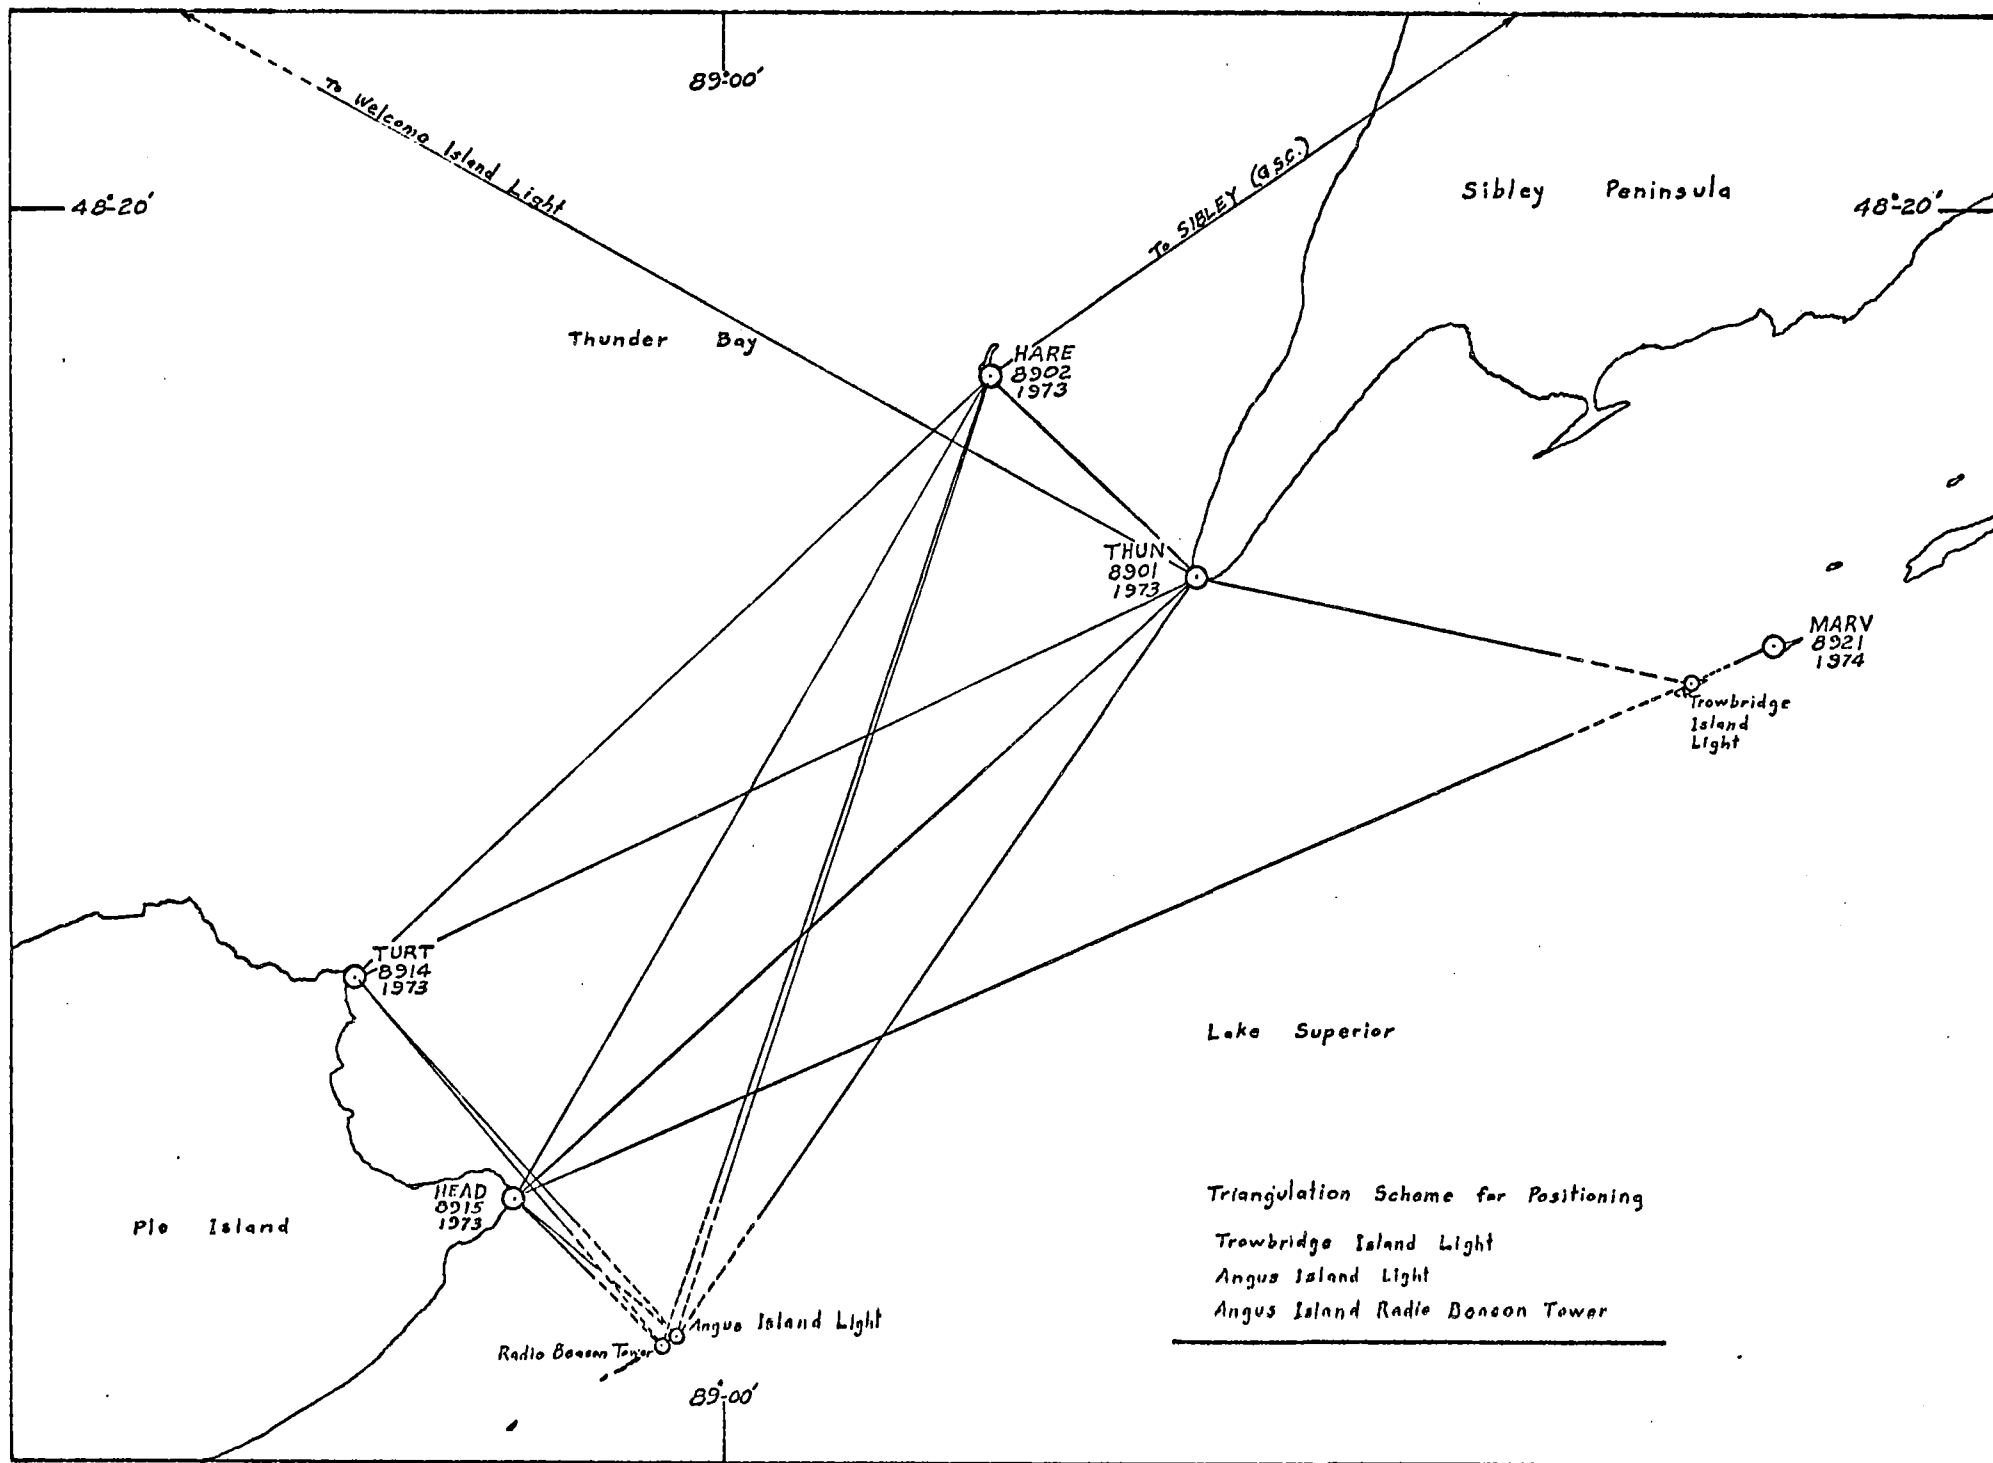 89°00'
To Welcome Island Light
48°20'
To SIBLEY (G.S.C.)
Sibley Peninsula
48°20'
Thunder Bay
HARE
8902
1973
THUN
8901
1973
MARV
8921
1974
Trowbridge
Island
Light
TURT
8914
1973
Lake Superior
HEAD
8915
1973
Pie Island
Triangulation Scheme for Positioning
Trowbridge Island Light
Angus Island Light
Angus Island Radio Beacon Tower
Angus Island Light
Radio Beacon Tower
89°00'